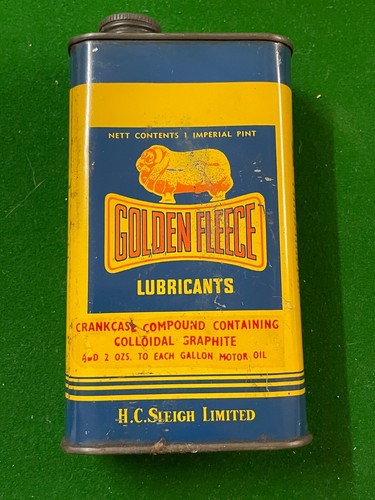 NETT CONTENTS 1 IMPERIAL PINT
GOLDEN FLEECE
LUBRICANTS
CRANKCASE COMPOUND CONTAINING
COLLOIDAL GRAPHITE
ADD 2 OZS. TO EACH GALLON MOTOR OIL
H.C. SLEIGH LIMITED